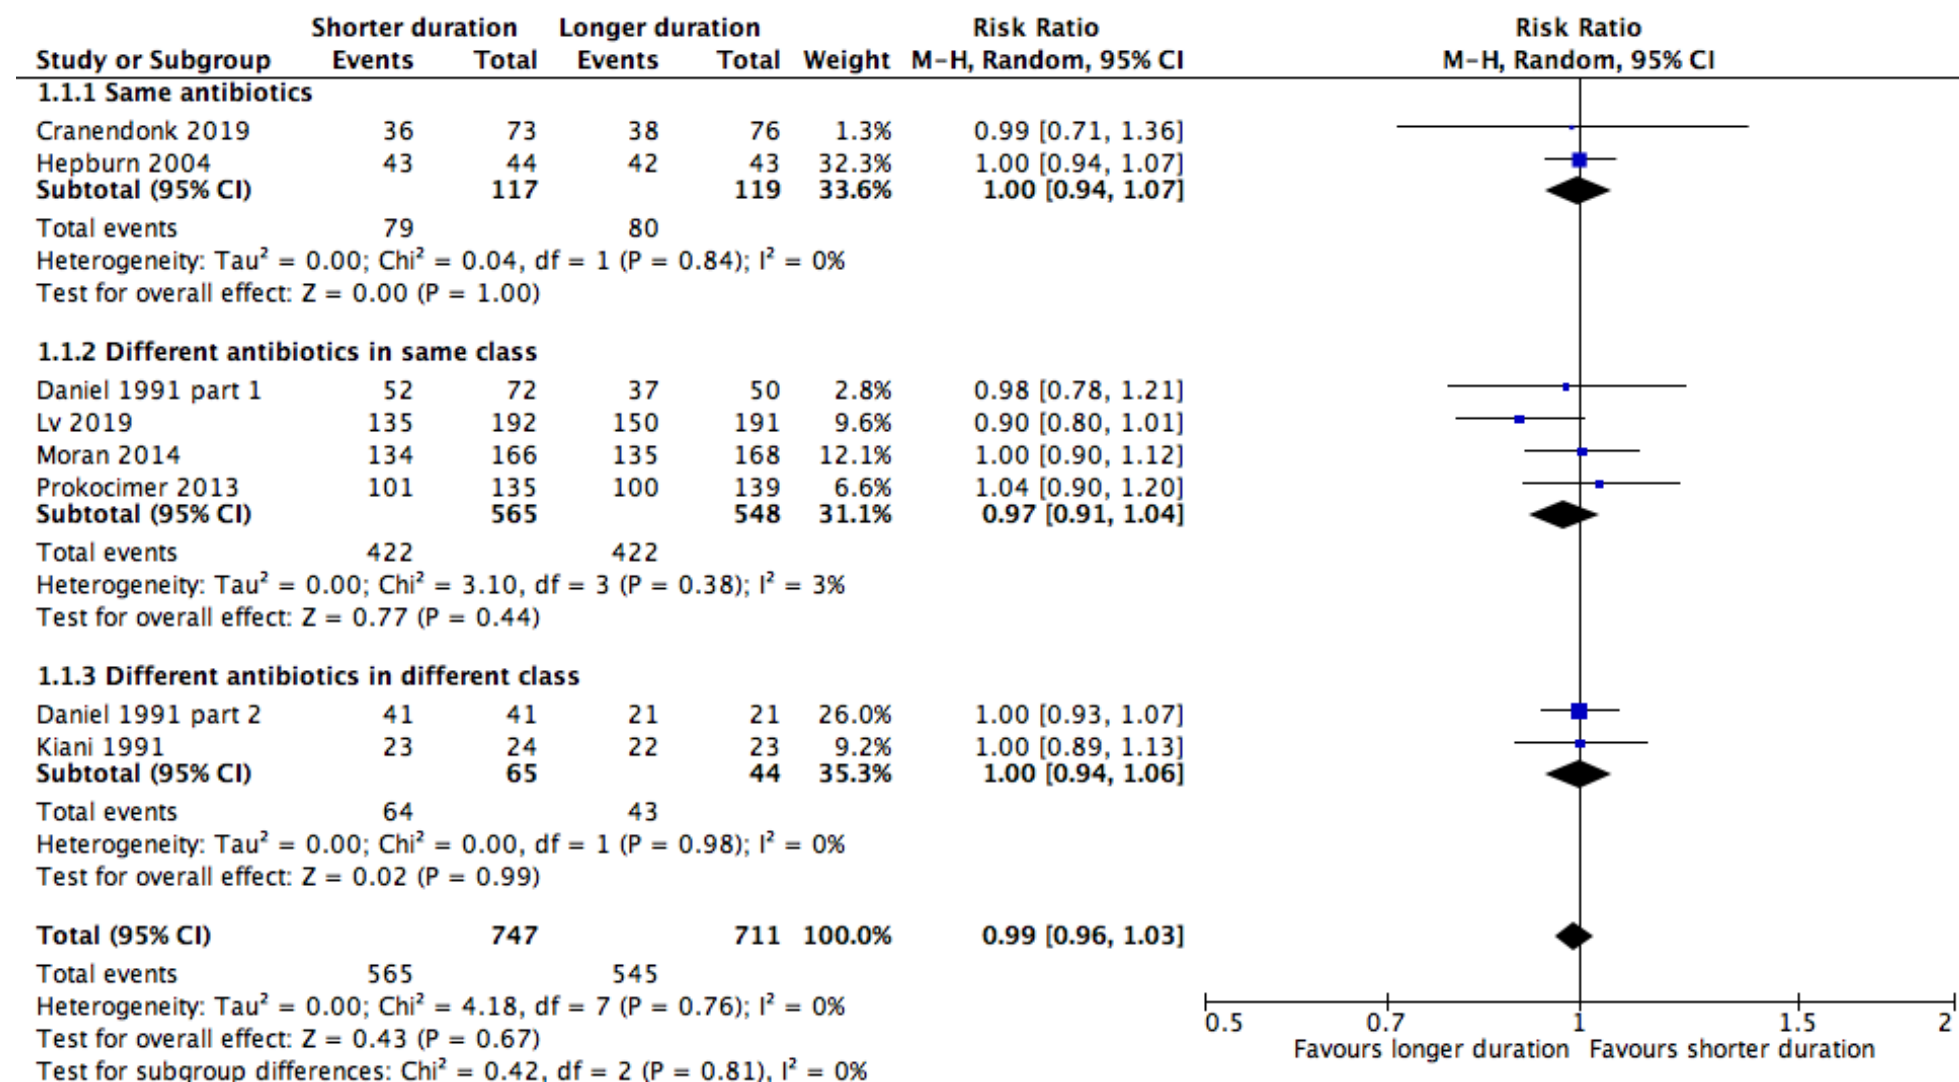 Shorter duration Longer duration Risk Ratio Risk Ratio
Study or Subgroup Events Total Events Total Weight M-H, Random, 95% CI M-H, Random, 95% CI
1.1.1 Same antibiotics
Cranendonk 2019 36 73 38 76 1.3% 0.99 [0.71, 1.36]
Hepburn 2004 43 44 42 43 32.3% 1.00 [0.94, 1.07]
Subtotal (95% CI) 117 119 33.6% 1.00 [0.94, 1.07]
Total events 79 80
Heterogeneity: Tau² = 0.00; Chi² = 0.04, df = 1 (P = 0.84); I² = 0%
Test for overall effect: Z = 0.00 (P = 1.00)
1.1.2 Different antibiotics in same class
Daniel 1991 part 1 52 72 37 50 2.8% 0.98 [0.78, 1.21]
Lv 2019 135 192 150 191 9.6% 0.90 [0.80, 1.01]
Moran 2014 134 166 135 168 12.1% 1.00 [0.90, 1.12]
Prokocimer 2013 101 135 100 139 6.6% 1.04 [0.90, 1.20]
Subtotal (95% CI) 565 548 31.1% 0.97 [0.91, 1.04]
Total events 422 422
Heterogeneity: Tau² = 0.00; Chi² = 3.10, df = 3 (P = 0.38); I² = 3%
Test for overall effect: Z = 0.77 (P = 0.44)
1.1.3 Different antibiotics in different class
Daniel 1991 part 2 41 41 21 21 26.0% 1.00 [0.93, 1.07]
Kiani 1991 23 24 22 23 9.2% 1.00 [0.89, 1.13]
Subtotal (95% CI) 65 44 35.3% 1.00 [0.94, 1.06]
Total events 64 43
Heterogeneity: Tau² = 0.00; Chi² = 0.00, df = 1 (P = 0.98); I² = 0%
Test for overall effect: Z = 0.02 (P = 0.99)
Total (95% CI) 747 711 100.0% 0.99 [0.96, 1.03]
Total events 565 545
Heterogeneity: Tau² = 0.00; Chi² = 4.18, df = 7 (P = 0.76); I² = 0%
Test for overall effect: Z = 0.43 (P = 0.67)
Test for subgroup differences: Chi² = 0.42, df = 2 (P = 0.81), I² = 0%
0.5 0.7 1 1.5 2
Favours longer duration Favours shorter duration